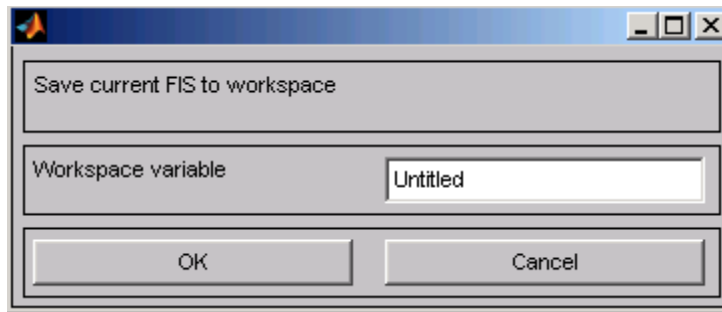 Save current FIS to workspace
Workspace variable
Untitled
OK
Cancel